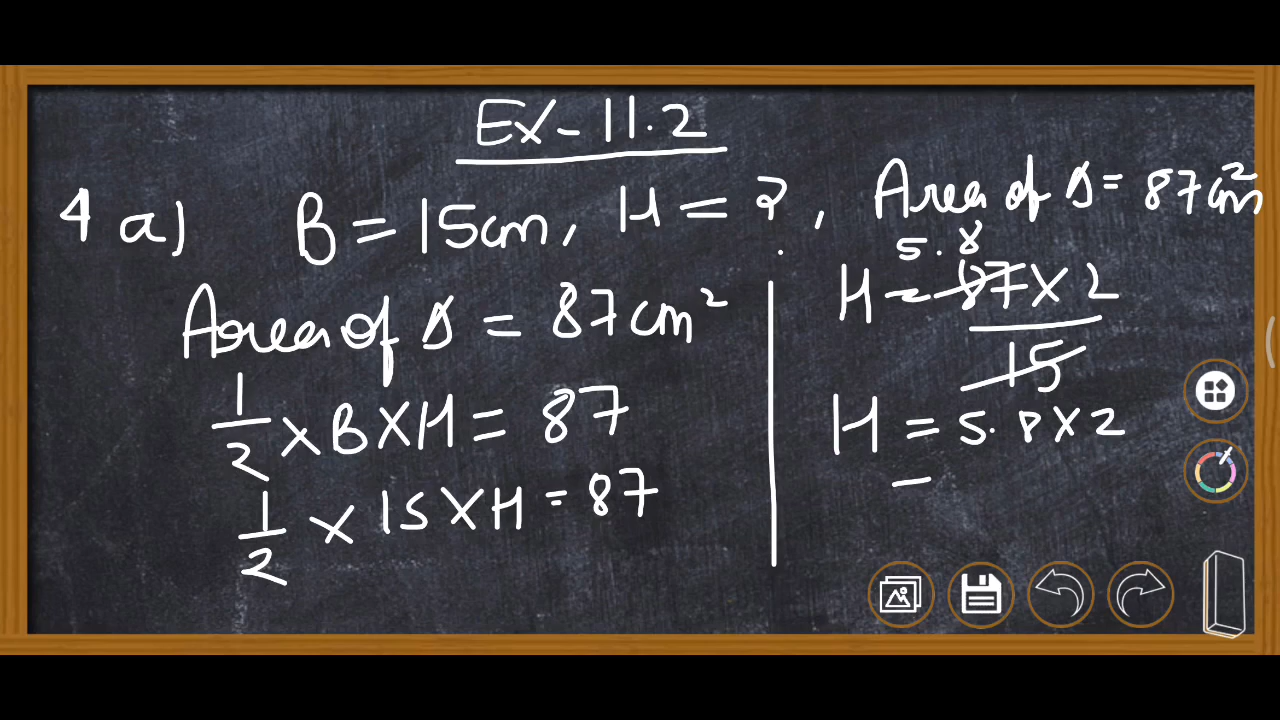 Ex-11.2
4 a) B = 15cm, H = ?, Area of Δ = 87cm²
Area of Δ = 87cm²
1/2 × B × H = 87
1/2 × 15 × H = 87
5.8
H = 87 × 2
15
H = 5.8 × 2
=